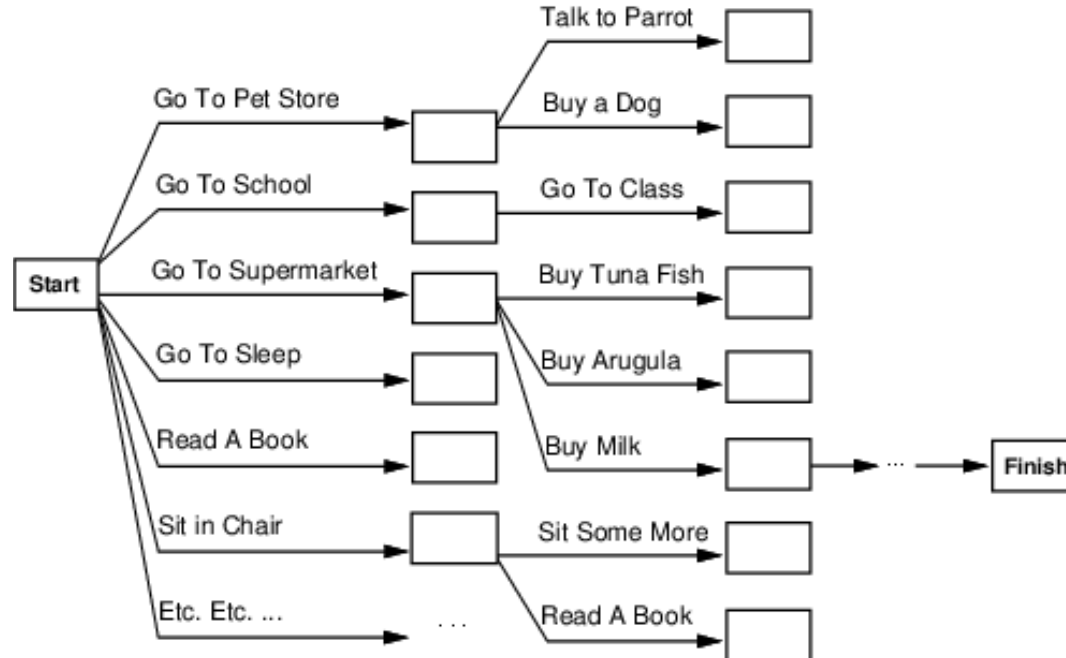 Talk to Parrot
Go To Pet Store
Buy a Dog
Go To School
Go To Class
Start
Go To Supermarket
Buy Tuna Fish
Go To Sleep
Buy Arugula
Read A Book
Buy Milk
...
Finish
Sit in Chair
Sit Some More
Etc. Etc. ...
...
Read A Book